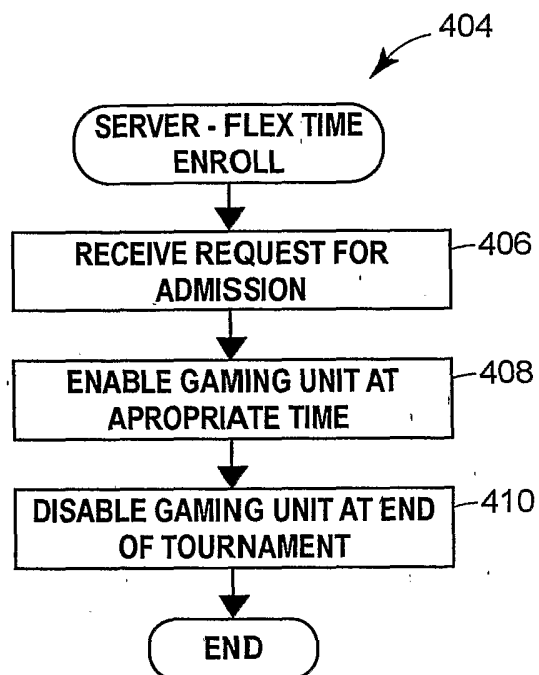 404
SERVER - FLEX TIME
ENROLL
RECEIVE REQUEST FOR
ADMISSION
406
ENABLE GAMING UNIT AT
APROPRIATE TIME
408
DISABLE GAMING UNIT AT END
OF TOURNAMENT
410
END